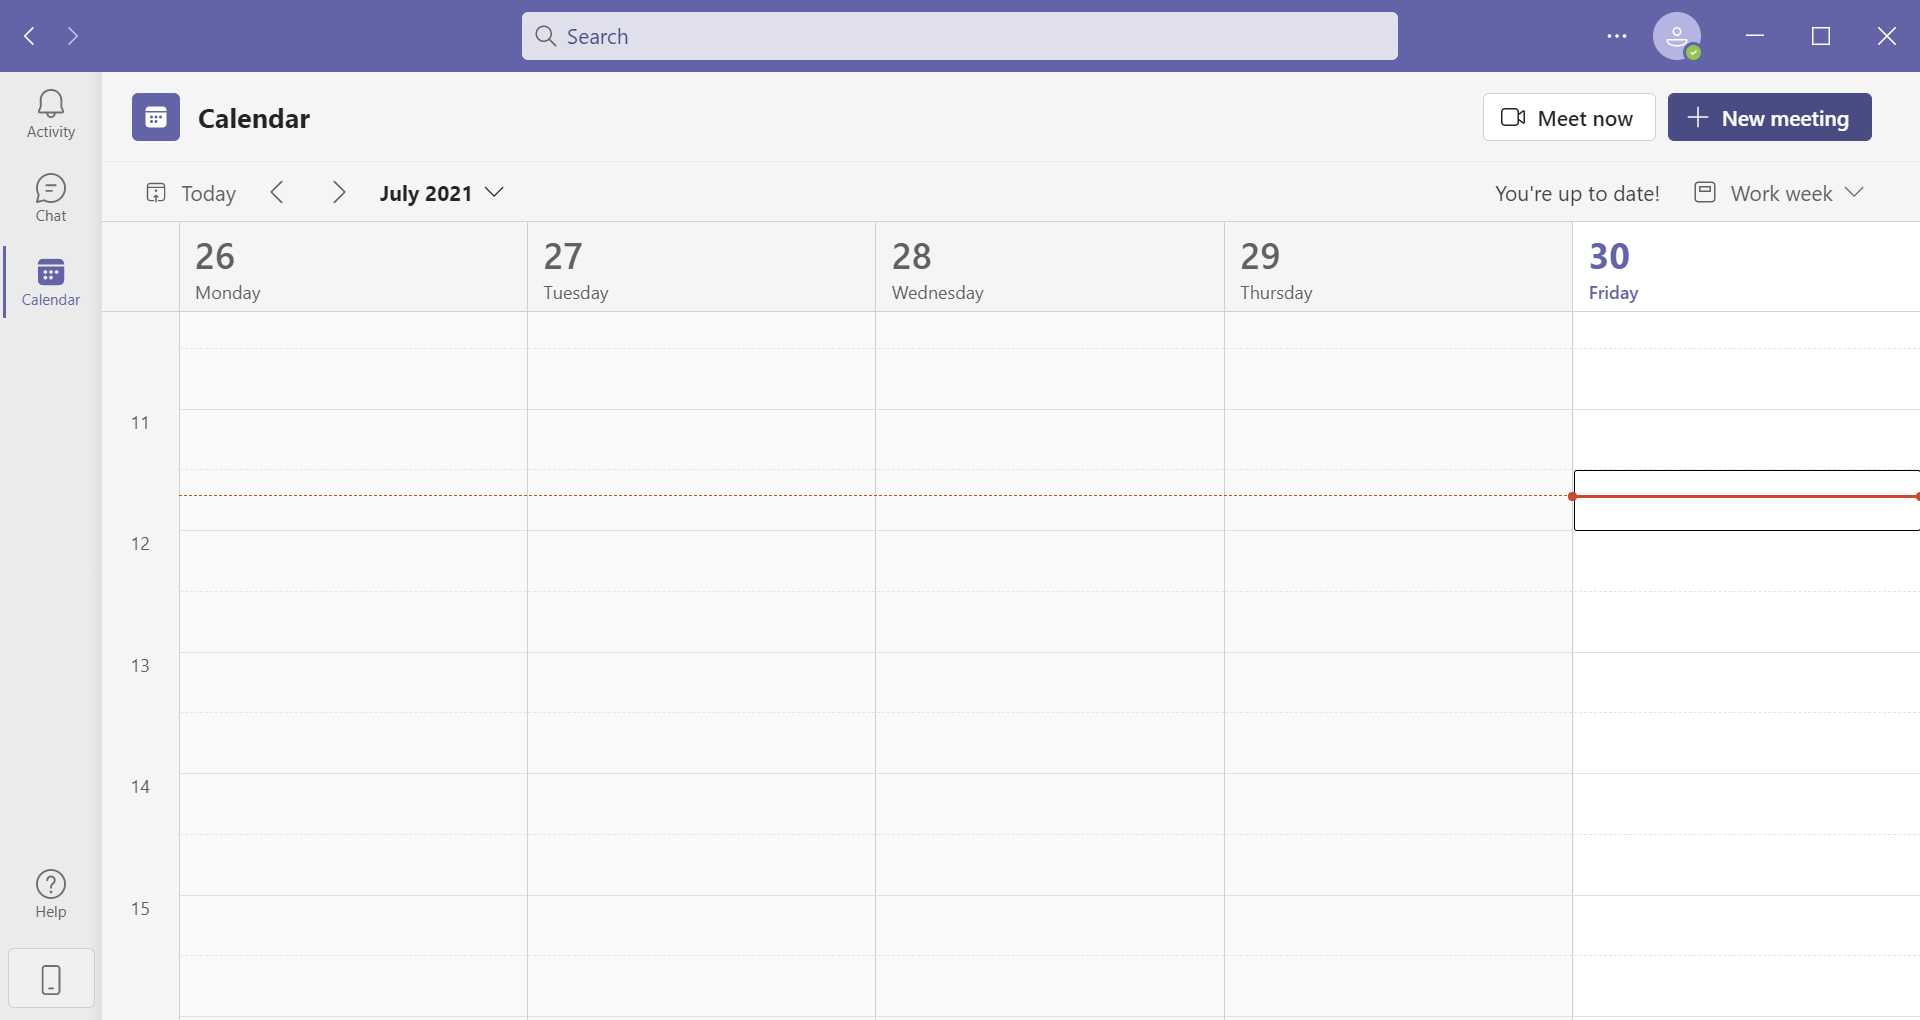 Search
Activity
Chat
Calendar
Help
Calendar
Meet now
New meeting
Today
July 2021
You're up to date!
Work week
26
Monday
27
Tuesday
28
Wednesday
29
Thursday
30
Friday
11
12
13
14
15